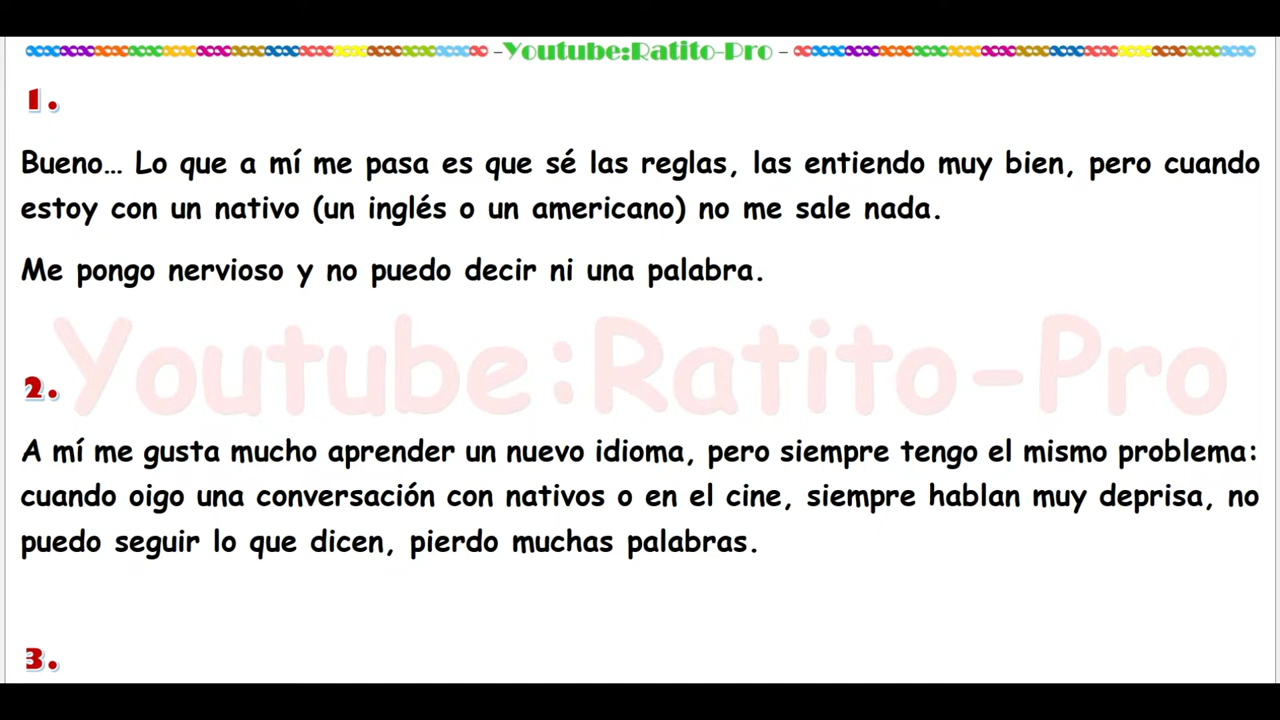 -Youtube:Ratito-Pro -
1.
Bueno... Lo que a mí me pasa es que sé las reglas, las entiendo muy bien, pero cuando
estoy con un nativo (un inglés o un americano) no me sale nada.
Me pongo nervioso y no puedo decir ni una palabra.
Youtube:Ratito-Pro
2.
A mí me gusta mucho aprender un nuevo idioma, pero siempre tengo el mismo problema:
cuando oigo una conversación con nativos o en el cine, siempre hablan muy deprisa, no
puedo seguir lo que dicen, pierdo muchas palabras.
3.